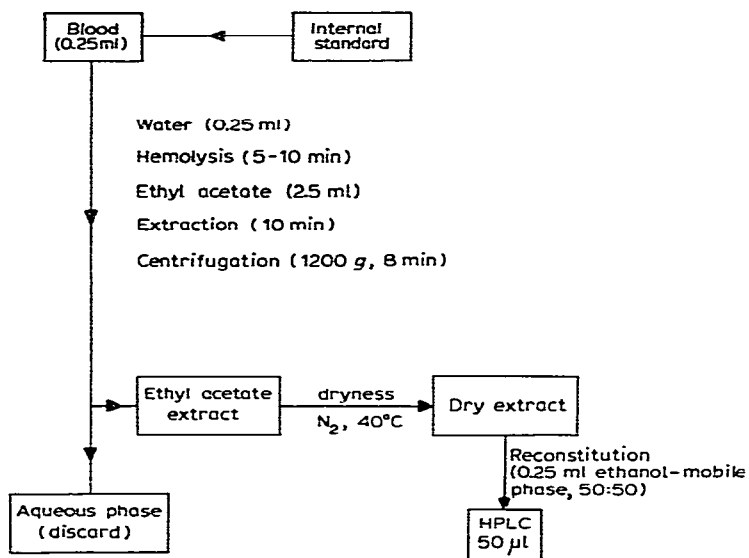 Blood
(0.25ml)
Internal
standard
Water (0.25 ml)
Hemolysis (5-10 min)
Ethyl acetate (2.5 ml)
Extraction (10 min)
Centrifugation (1200 g, 8 min)
Ethyl acetate
extract
dryness
N₂, 40°C
Dry extract
Reconstitution
(0.25 ml ethanol-mobile
phase, 50:50)
Aqueous phase
(discard)
HPLC
50 μl